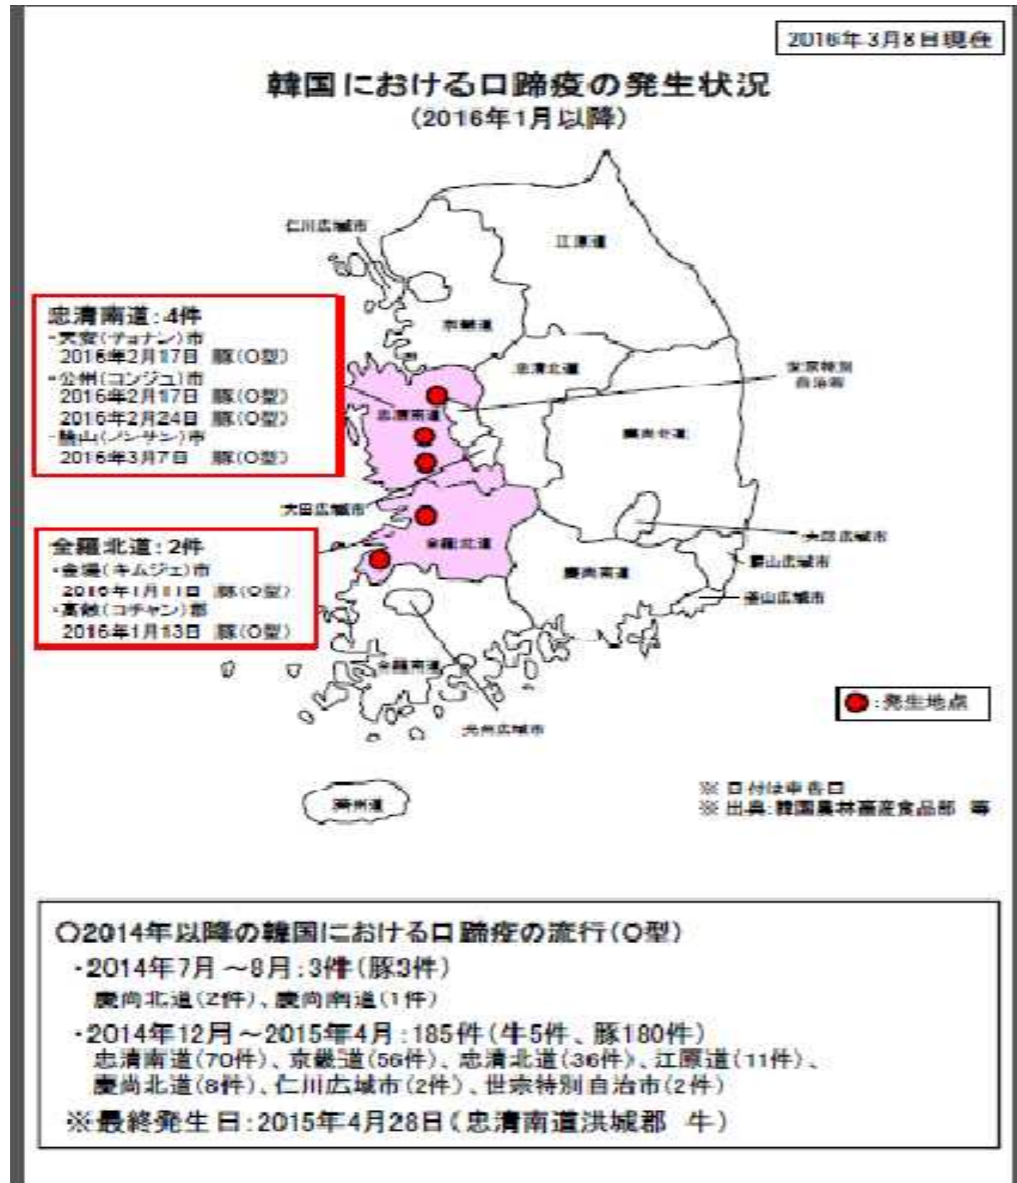 2016年3月8日現在
韓国における口蹄疫の発生状況
(2016年1月以降)
仁川広域市
江原道
京畿道
忠清北道
忠清南道
慶尚北道
大田広域市
全羅北道
慶尚南道
大邱広域市
釜山広域市
全羅南道
光州広域市
済州道
忠清南道:4件
・天安(チョナン)市
2016年2月17日 豚(O型)
・公州(コンジュ)市
2016年2月17日 豚(O型)
2016年2月24日 豚(O型)
・論山(ノンサン)市
2016年3月7日 豚(O型)
全羅北道:2件
・金堤(キムジェ)市
2016年1月11日 豚(O型)
・高敞(コチャン)郡
2016年1月13日 豚(O型)
:発生地点
※ 日付は申告日
※ 出典:韓国農林畜産食品部 等
〇2014年以降の韓国における口蹄疫の流行(O型)
・2014年7月~8月:3件(豚3件)
慶尚北道(2件)、慶尚南道(1件)
・2014年12月~2015年4月:185件(牛5件、豚180件)
忠清南道(70件)、京畿道(56件)、忠清北道(36件)、江原道(11件)、
慶尚北道(8件)、仁川広域市(2件)、世宗特別自治市(2件)
※最終発生日:2015年4月28日(忠清南道洪城郡 牛)